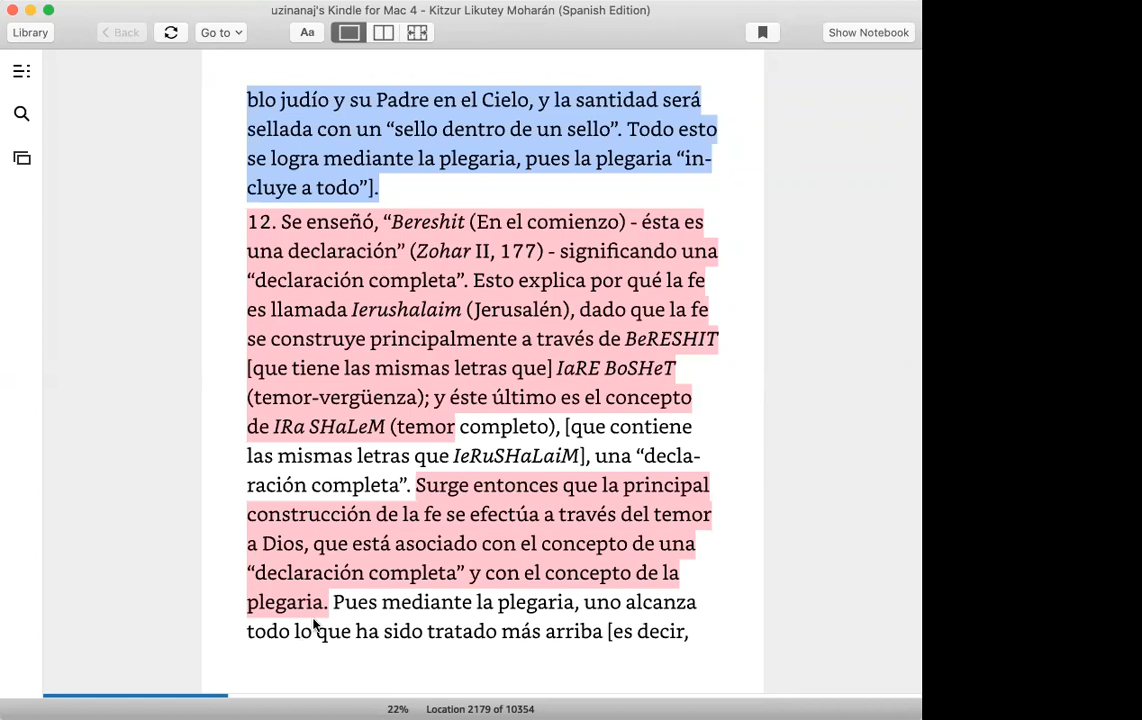 uzinanaj's Kindle for Mac 4 - Kitzur Likutey Moharán (Spanish Edition)
Library
Back
Go to
Aa
Show Notebook
blo judío y su Padre en el Cielo, y la santidad será
sellada con un “sello dentro de un sello”. Todo esto
se logra mediante la plegaria, pues la plegaria “in-
cluye a todo”].
12. Se enseñó, “Bereshit (En el comienzo) - ésta es
una declaración” (Zohar II, 177) - significando una
“declaración completa”. Esto explica por qué la fe
es llamada Ierushalaim (Jerusalén), dado que la fe
se construye principalmente a través de BeRESHIT
[que tiene las mismas letras que] IaRE BoSHeT
(temor-vergüenza); y éste último es el concepto
de IRa SHaLeM (temor completo), [que contiene
las mismas letras que IeRuSHaLaiM], una “decla-
ración completa”. Surge entonces que la principal
construcción de la fe se efectúa a través del temor
a Dios, que está asociado con el concepto de una
“declaración completa” y con el concepto de la
plegaria. Pues mediante la plegaria, uno alcanza
todo lo que ha sido tratado más arriba [es decir,
22% Location 2179 of 10354